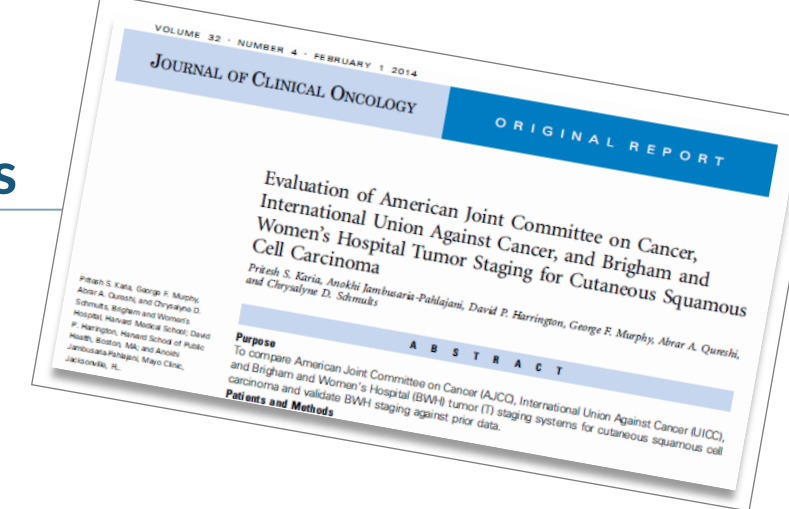 s
VOLUME 32 · NUMBER 4 · FEBRUARY 1 2014
JOURNAL OF CLINICAL ONCOLOGY
ORIGINAL REPORT
Evaluation of American Joint Committee on Cancer,
International Union Against Cancer, and Brigham and
Women's Hospital Tumor Staging for Cutaneous Squamous
Cell Carcinoma
Pritesh S. Karia, Anokhi Jambusaria-Pahlajani, David P. Harrington, George F. Murphy, Abrar A. Qureshi,
and Chrysalyne D. Schmults
Pritesh S. Karia, George F. Murphy,
Abrar A. Qureshi, and Chrysalyne D.
Schmults, Brigham and Women's
Hospital, Harvard Medical School; David
P. Harrington, Harvard School of Public
Health, Boston, MA; and Anokhi
Jambusaria-Pahlajani, Mayo Clinic,
Jacksonville, FL.
ABSTRACT
Purpose
To compare American Joint Committee on Cancer (AJCC), International Union Against Cancer (UICC),
and Brigham and Women's Hospital (BWH) tumor (T) staging systems for cutaneous squamous cell
carcinoma and validate BWH staging against prior data.
Patients and Methods